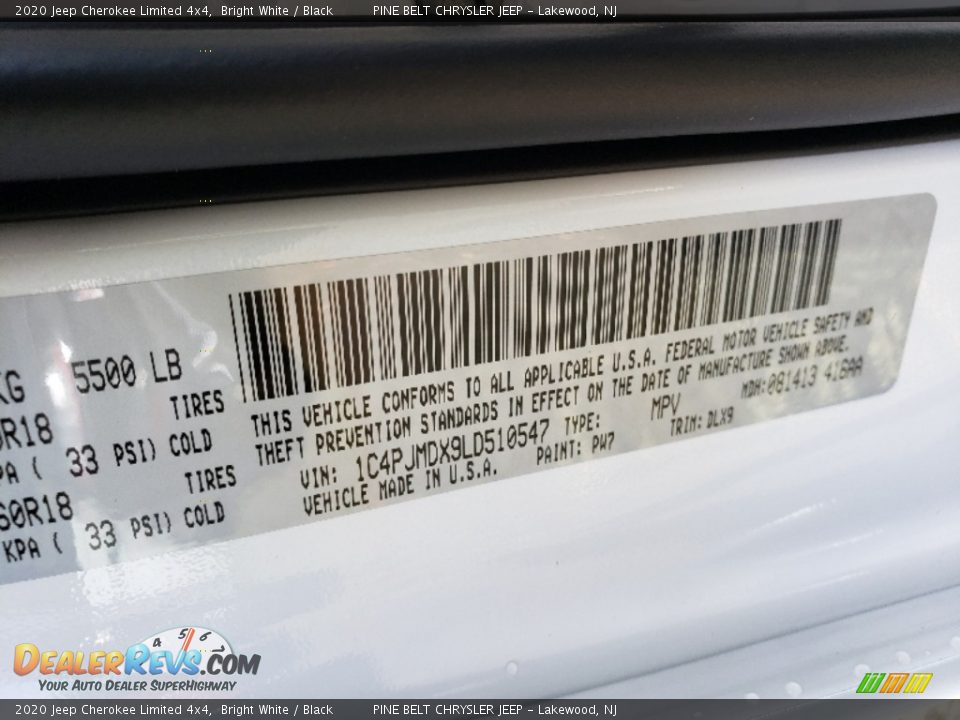 2020 Jeep Cherokee Limited 4x4, Bright White / Black PINE BELT CHRYSLER JEEP - Lakewood, NJ
KG 5500 LB
R18 TIRES
PA ( 33 PSI) COLD
60R18 TIRES
KPA ( 33 PSI) COLD
THIS VEHICLE CONFORMS TO ALL APPLICABLE U.S.A. FEDERAL MOTOR VEHICLE SAFETY AND
THEFT PREVENTION STANDARDS IN EFFECT ON THE DATE OF MANUFACTURE SHOWN ABOVE.
VIN: 1C4PJMDX9LD510547 TYPE: MPV MDH:081413 416AA
VEHICLE MADE IN U.S.A. PAINT: PW7 TRIM: DLX9
4 5 6
DEALERREVS.COM
YOUR AUTO DEALER SUPERHIGHWAY
2020 Jeep Cherokee Limited 4x4, Bright White / Black PINE BELT CHRYSLER JEEP - Lakewood, NJ